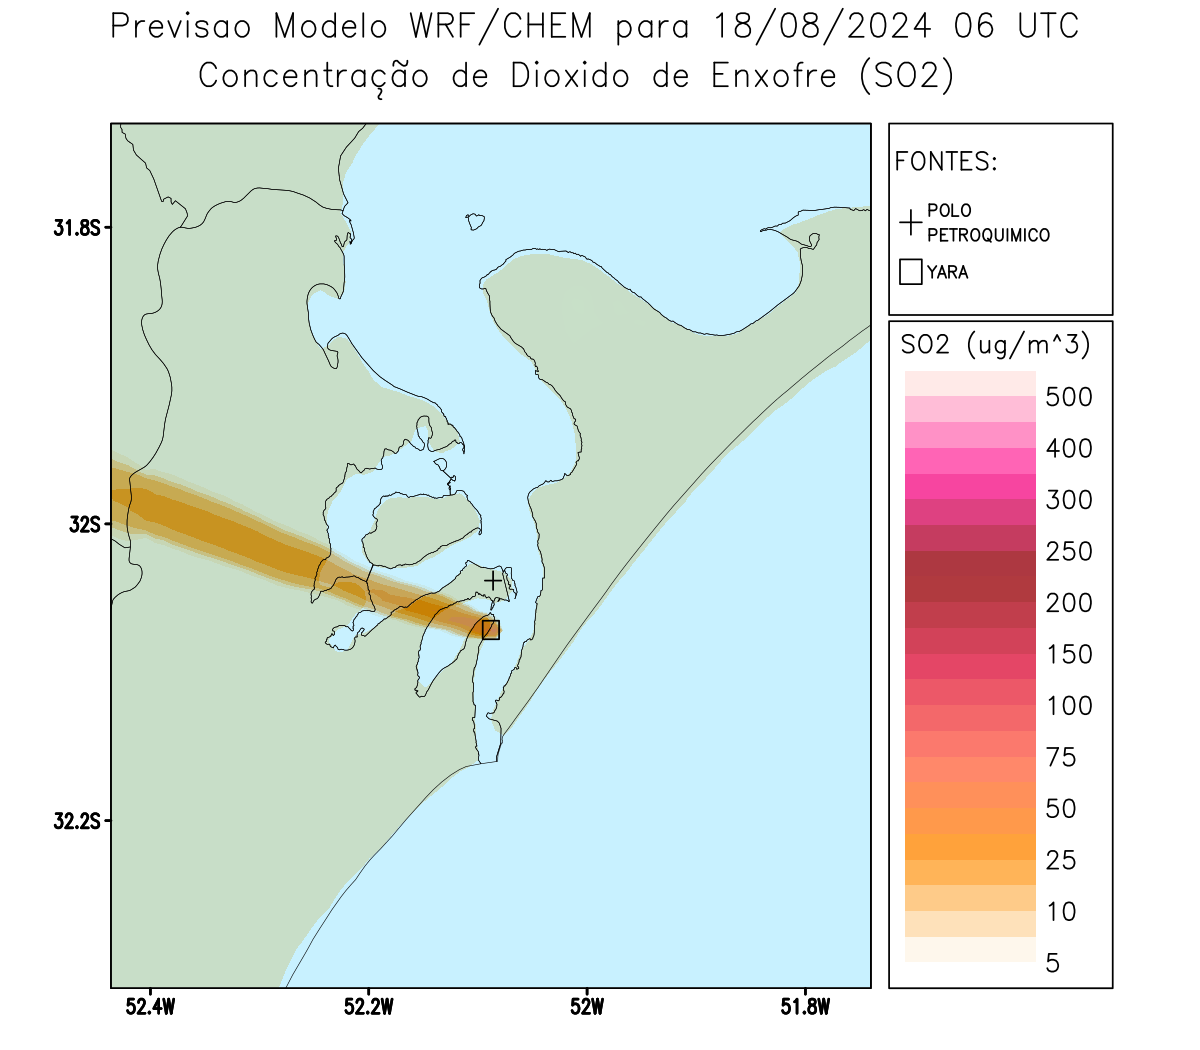 Previsao Modelo WRF/CHEM para 18/08/2024 06 UTC
Concentração de Dioxido de Enxofre (SO2)
FONTES:
POLO
PETROQUIMICO
YARA
SO2 (ug/m^3)
500
400
300
250
200
150
100
75
50
25
10
5
31.8S
32S
32.2S
52.4W
52.2W
52W
51.8W